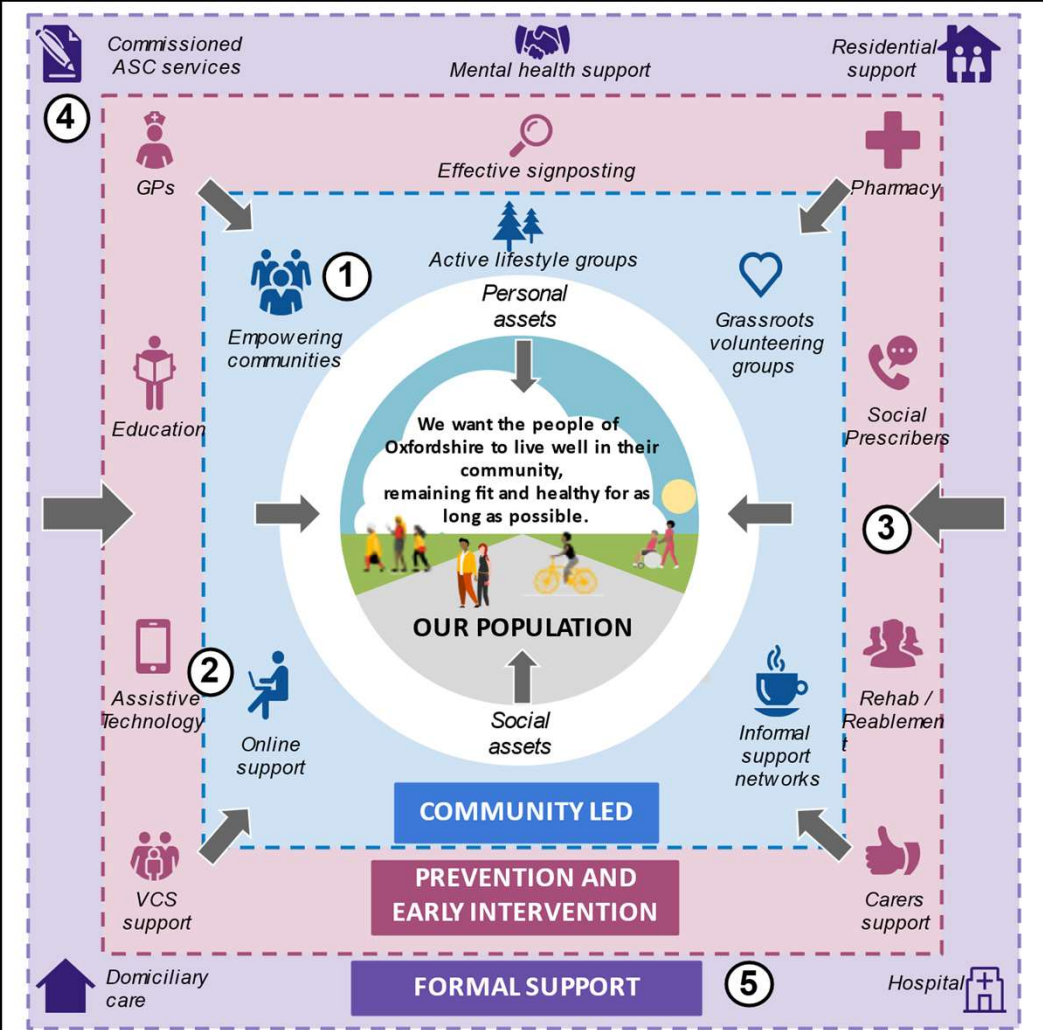 Commissioned
ASC services
Mental health support
Residential
support
4
GPs
Effective signposting
Pharmacy
1
Active lifestyle groups
Empowering
communities
Personal
assets
Grassroots
volunteering
groups
Education
We want the people of
Oxfordshire to live well in their
community,
remaining fit and healthy for as
long as possible.
Social
Prescribers
3
OUR POPULATION
2
Assistive
Technology
Online
support
Social
assets
Informal
support
networks
Rehab /
Reablemen
t
COMMUNITY LED
VCS
support
PREVENTION AND
EARLY INTERVENTION
Carers
support
Domiciliary
care
FORMAL SUPPORT
5
Hospital